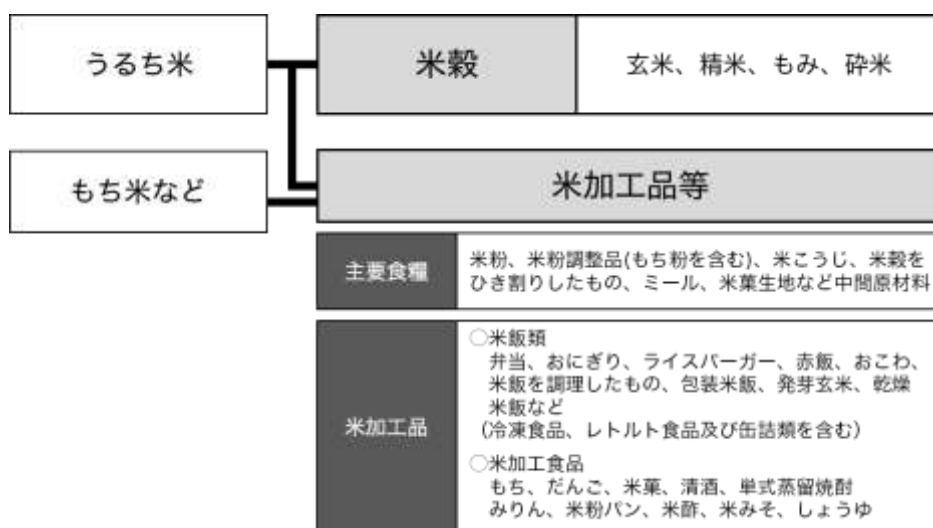 うるち米
米穀
玄米、精米、もみ、砕米
もち米など
米加工品等
主要食糧
米粉、米粉調整品(もち粉を含む)、米こうじ、米穀を
ひき割りしたもの、ミール、米菓生地など中間原材料
米加工品
○米飯類
弁当、おにぎり、ライスバーガー、赤飯、おこわ、
米飯を調理したもの、包装米飯、発芽玄米、乾燥
米飯など
(冷凍食品、レトルト食品及び缶詰類を含む)
○米加工食品
もち、だんご、米菓、清酒、単式蒸留焼酎
みりん、米粉パン、米酢、米みそ、しょうゆ